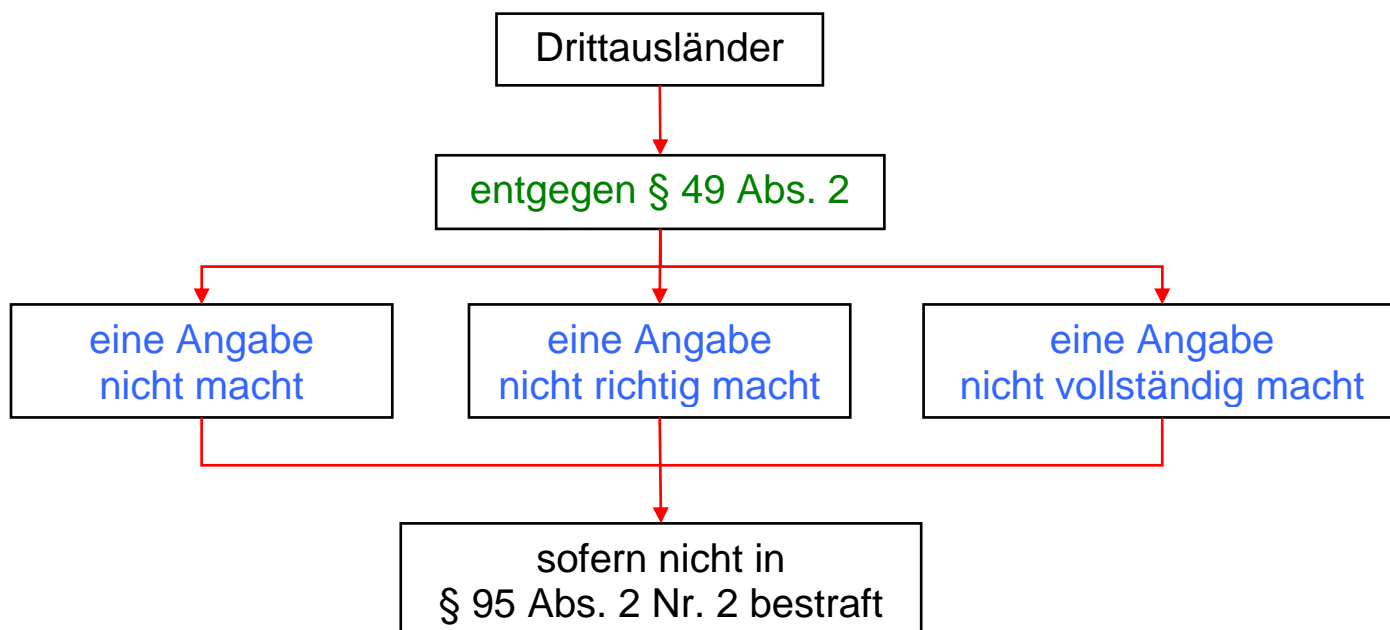 Drittausländer
entgegen § 49 Abs. 2
eine Angabe
nicht macht
eine Angabe
nicht richtig macht
eine Angabe
nicht vollständig macht
sofern nicht in
§ 95 Abs. 2 Nr. 2 bestraft